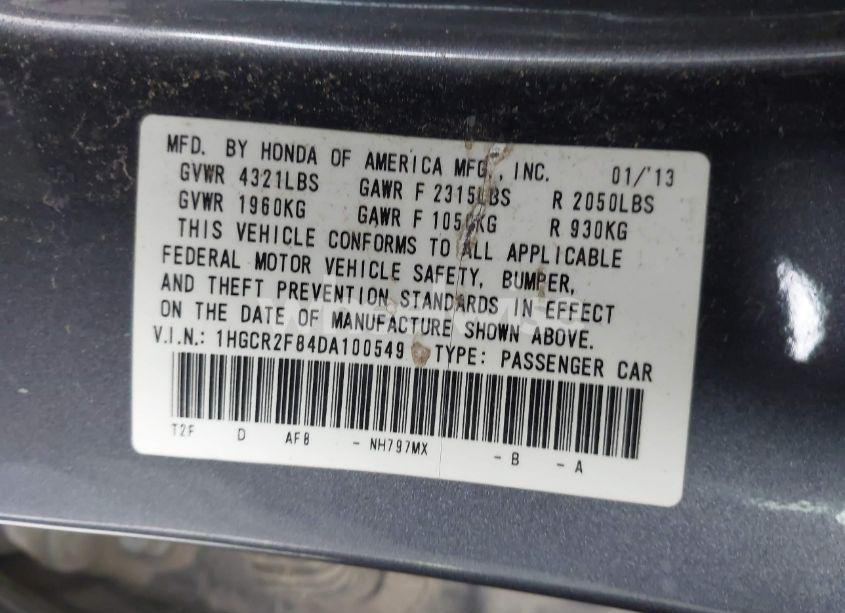 MFD. BY HONDA OF AMERICA MFG., INC. 01/'13
GVWR 4321LBS GAWR F 2315LBS R 2050LBS
GVWR 1960KG GAWR F 1050KG R 930KG
THIS VEHICLE CONFORMS TO ALL APPLICABLE
FEDERAL MOTOR VEHICLE SAFETY, BUMPER,
AND THEFT PREVENTION STANDARDS IN EFFECT
ON THE DATE OF MANUFACTURE SHOWN ABOVE.
V.I.N.: 1HGCR2F84DA100549 TYPE: PASSENGER CAR
T2F D AF8 - NH797MX - B - A